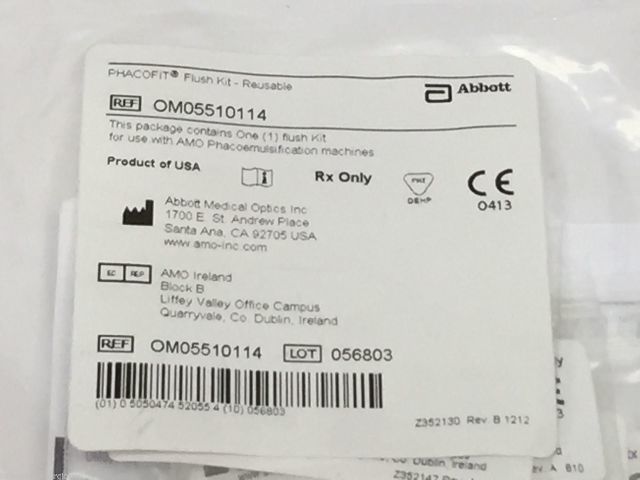 PHACOFIT® Flush Kit - Reusable
Abbott
REF OM05510114
This package contains One (1) flush Kit
for use with AMO Phacoemulsification machines
Product of USA
Rx Only
PHT
DEHP
CE
0413
Abbott Medical Optics Inc
1700 E. St. Andrew Place
Santa Ana, CA 92705 USA
www.amo-inc.com
EC REP
AMO Ireland
Block B
Liffey Valley Office Campus
Quarryvale, Co. Dublin, Ireland
REF OM05510114 LOT 056803
(01) 0 5050474 52055 4 (10) 056803
Z352130 Rev. B 1212
Co. Dublin, Ireland